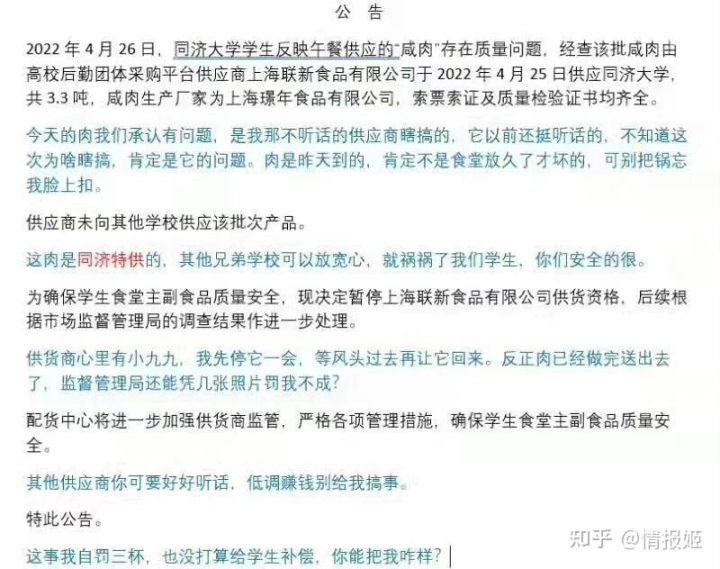 公 告
2022 年 4 月 26 日，同济大学学生反映午餐供应的“咸肉”存在质量问题，经查该批咸肉由
高校后勤团体采购平台供应商上海联新食品有限公司于 2022 年 4 月 25 日供应同济大学，
共 3.3 吨，咸肉生产厂家为上海璟年食品有限公司，索票索证及质量检验证书均齐全。
今天的肉我们承认有问题，是我那不听话的供应商瞎搞的，它以前还挺听话的，不知道这
次为啥瞎搞，肯定是它的问题。肉是昨天到的，肯定不是食堂放久了才坏的，可别把锅忘
我脸上扣。
供应商未向其他学校供应该批次产品。
这肉是同济特供的，其他兄弟学校可以放宽心，就祸祸了我们学生，你们安全的很。
为确保学生食堂主副食品质量安全，现决定暂停上海联新食品有限公司供货资格，后续根
据市场监督管理局的调查结果作进一步处理。
供货商心里有小九九，我先停它一会，等风头过去再让它回来。反正肉已经做完送出去
了，监督管理局还能凭几张照片罚我不成？
配货中心将进一步加强供货商监管，严格各项管理措施，确保学生食堂主副食品质量安
全。
其他供应商你可要好好听话，低调赚钱别给我搞事。
特此公告。
这事我自罚三杯，也没打算给学生补偿，你能把我咋样？
知乎 @情报姬